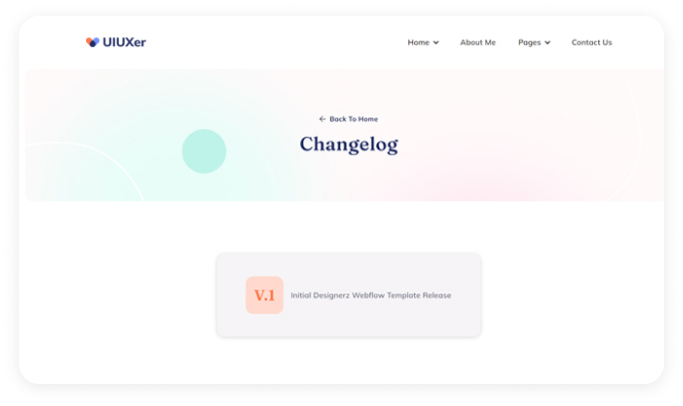 UIUXer
Home
About Me
Pages
Contact Us
← Back To Home
Changelog
V.1
Initial Designerz Webflow Template Release